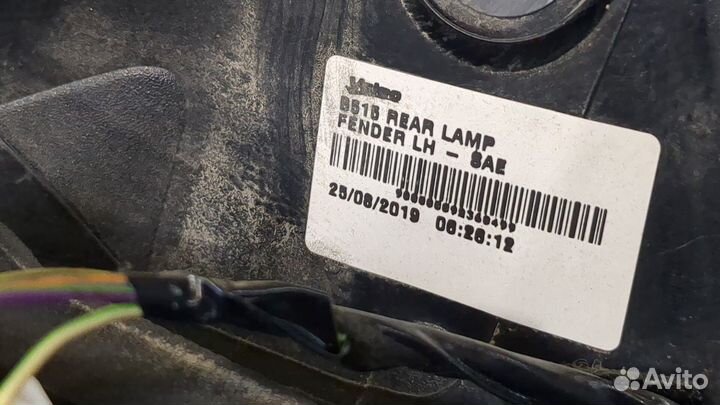 Valeo
B515 REAR LAMP
FENDER LH - SAE
25/06/2019 06:26:12
Avito